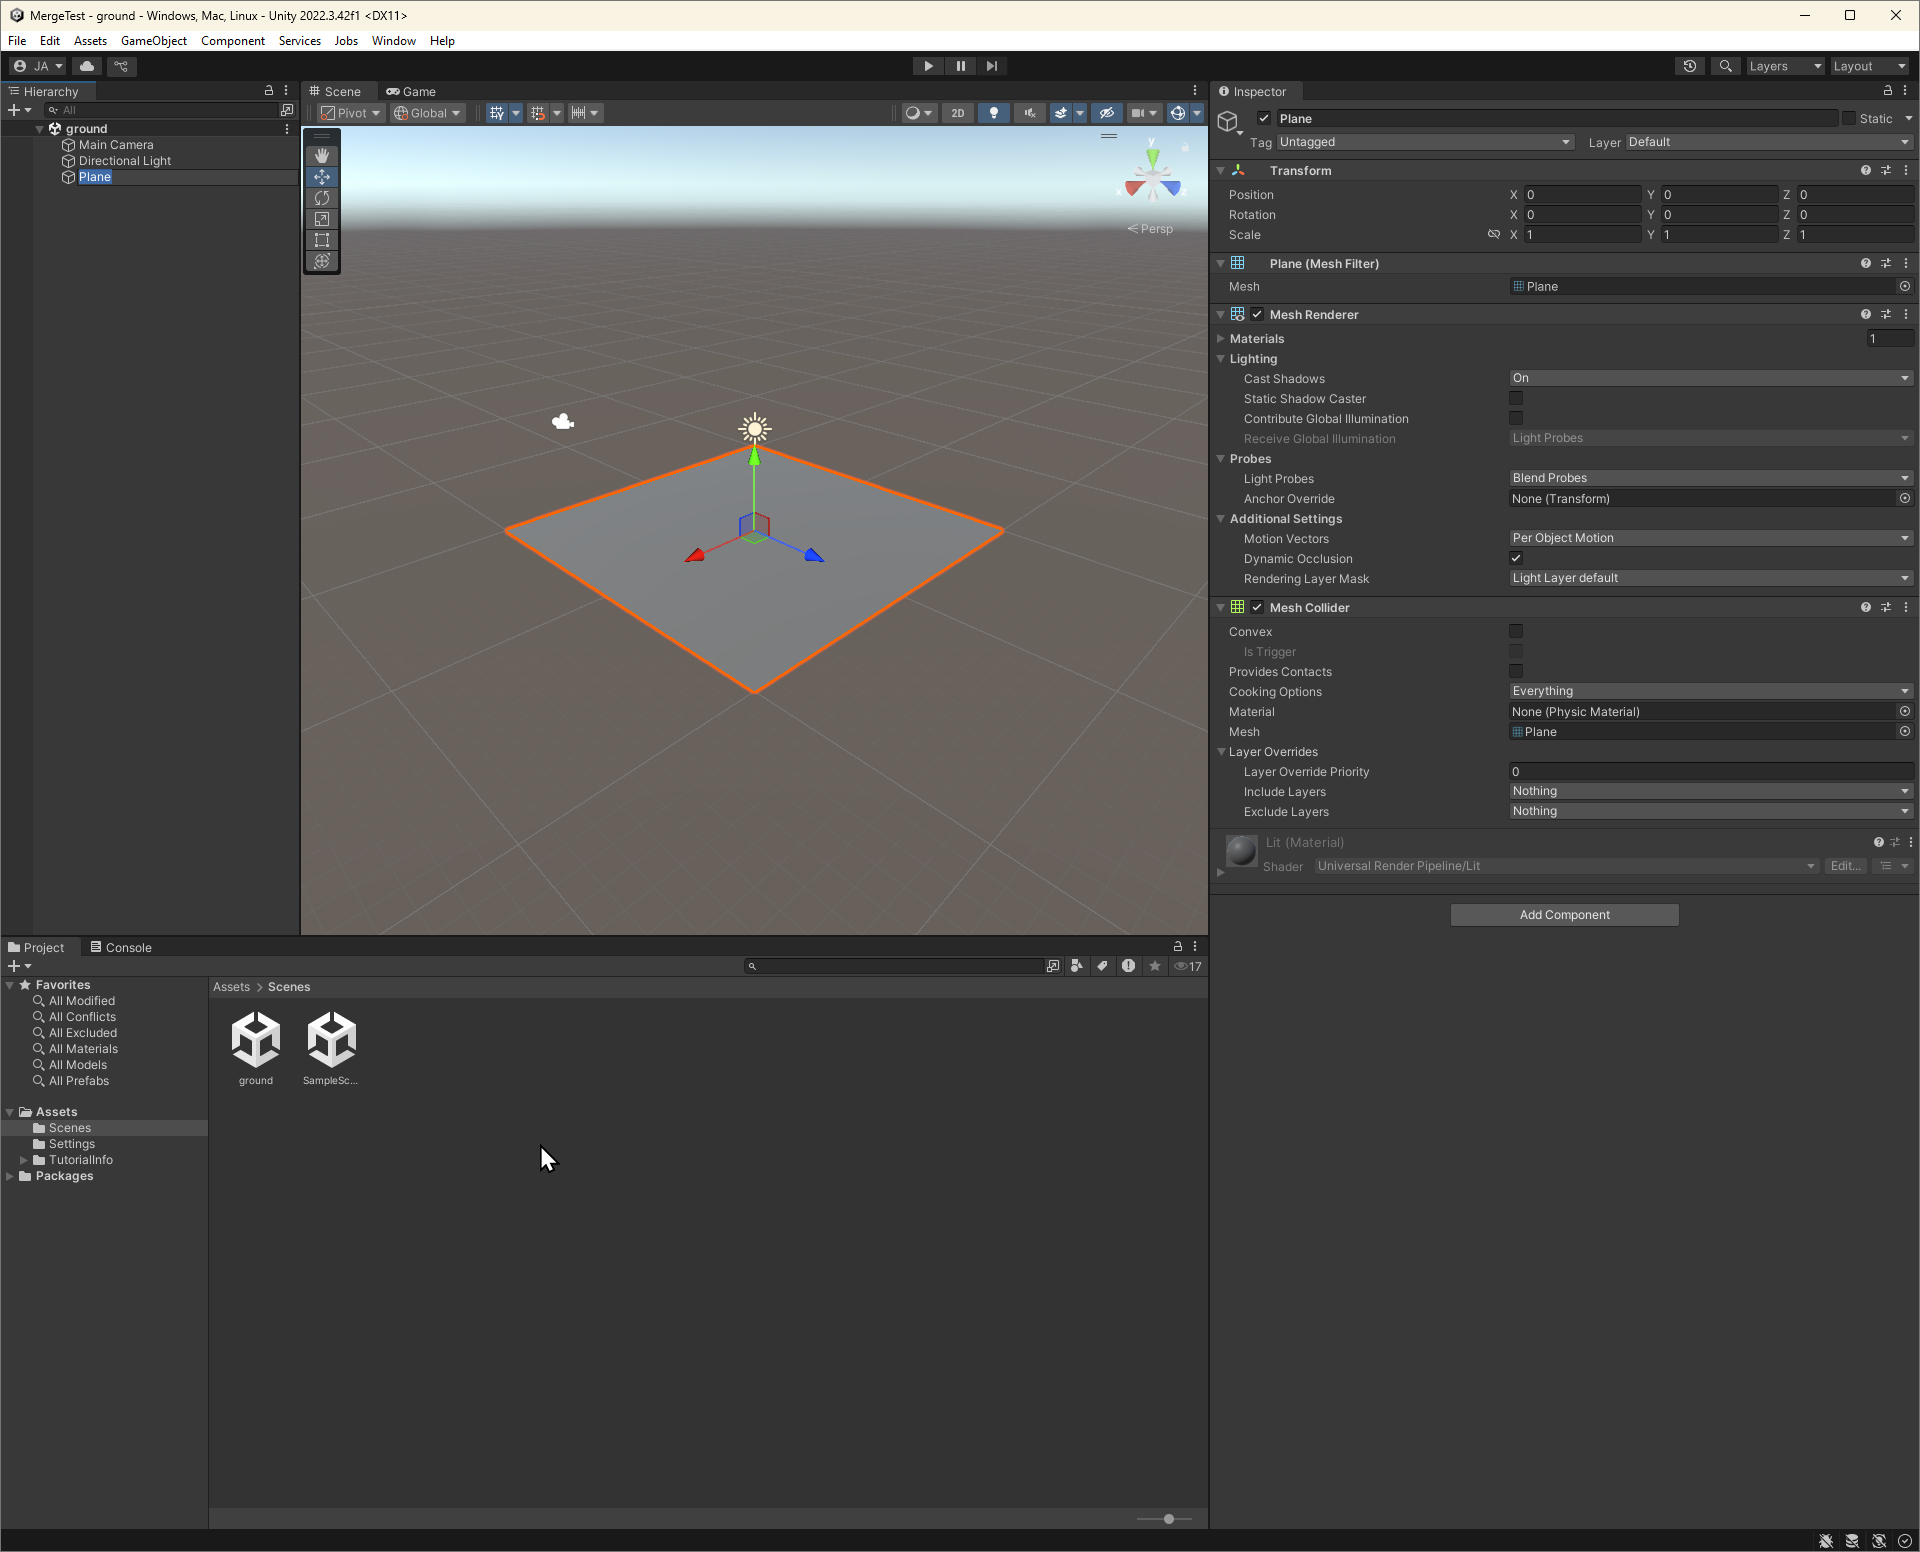 MergeTest - ground - Windows, Mac, Linux - Unity 2022.3.42f1 <DX11>
File Edit Assets GameObject Component Services Jobs Window Help
JA
Layers
Layout
Hierarchy
All
ground
Main Camera
Directional Light
Plane
Scene
Game
Pivot
Global
2D
y
x
z
Persp
Inspector
Plane
Static
Tag Untagged
Layer Default
Transform
Position X 0 Y 0 Z 0
Rotation X 0 Y 0 Z 0
Scale X 1 Y 1 Z 1
Plane (Mesh Filter)
Mesh Plane
Mesh Renderer
Materials 1
Lighting
Cast Shadows On
Static Shadow Caster
Contribute Global Illumination
Receive Global Illumination Light Probes
Probes
Light Probes Blend Probes
Anchor Override None (Transform)
Additional Settings
Motion Vectors Per Object Motion
Dynamic Occlusion
Rendering Layer Mask Light Layer default
Mesh Collider
Convex
Is Trigger
Provides Contacts
Cooking Options Everything
Material None (Physic Material)
Mesh Plane
Layer Overrides
Layer Override Priority 0
Include Layers Nothing
Exclude Layers Nothing
Lit (Material)
Shader Universal Render Pipeline/Lit Edit...
Add Component
Project
Console
17
Favorites
All Modified
All Conflicts
All Excluded
All Materials
All Models
All Prefabs
Assets
Scenes
Settings
TutorialInfo
Packages
Assets > Scenes
ground
SampleSc...